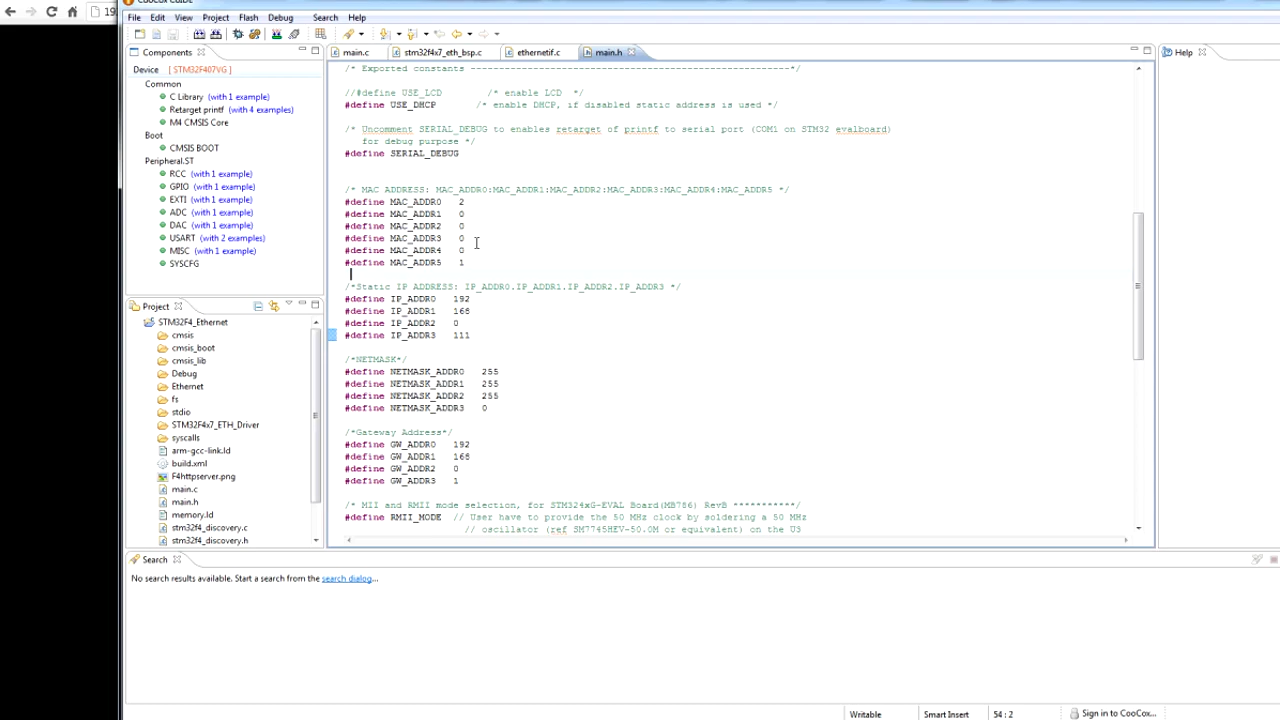 19
CooCox CoIDE
File Edit View Project Flash Debug Search Help
Components
Device [ STM32F407VG ]
Common
C Library (with 1 example)
Retarget printf (with 4 examples)
M4 CMSIS Core
Boot
CMSIS BOOT
Peripheral.ST
RCC (with 1 example)
GPIO (with 1 example)
EXTI (with 1 example)
ADC (with 1 example)
DAC (with 1 example)
USART (with 2 examples)
MISC (with 1 example)
SYSCFG
Project
STM32F4_Ethernet
cmsis
cmsis_boot
cmsis_lib
Debug
Ethernet
fs
stdio
STM32F4x7_ETH_Driver
syscalls
arm-gcc-link.ld
build.xml
F4httpserver.png
main.c
main.h
memory.ld
stm32f4_discovery.c
stm32f4_discovery.h
main.c stm32f4x7_eth_bsp.c ethernetif.c main.h
/* Exported constants --------------------------------------------------------*/
//#define USE_LCD /* enable LCD */
#define USE_DHCP /* enable DHCP, if disabled static address is used */
/* Uncomment SERIAL_DEBUG to enables retarget of printf to serial port (COM1 on STM32 evalboard)
for debug purpose */
#define SERIAL_DEBUG
/* MAC ADDRESS: MAC_ADDR0:MAC_ADDR1:MAC_ADDR2:MAC_ADDR3:MAC_ADDR4:MAC_ADDR5 */
#define MAC_ADDR0 2
#define MAC_ADDR1 0
#define MAC_ADDR2 0
#define MAC_ADDR3 0
#define MAC_ADDR4 0
#define MAC_ADDR5 1
/*Static IP ADDRESS: IP_ADDR0.IP_ADDR1.IP_ADDR2.IP_ADDR3 */
#define IP_ADDR0 192
#define IP_ADDR1 168
#define IP_ADDR2 0
#define IP_ADDR3 111
/*NETMASK*/
#define NETMASK_ADDR0 255
#define NETMASK_ADDR1 255
#define NETMASK_ADDR2 255
#define NETMASK_ADDR3 0
/*Gateway Address*/
#define GW_ADDR0 192
#define GW_ADDR1 168
#define GW_ADDR2 0
#define GW_ADDR3 1
/* MII and RMII mode selection, for STM324xG-EVAL Board(MB786) RevB ***********/
#define RMII_MODE // User have to provide the 50 MHz clock by soldering a 50 MHz
// oscillator (ref SM7745HEV-50.0M or equivalent) on the U3
Help
Search
No search results available. Start a search from the search dialog...
Writable Smart Insert 54 : 2 Sign in to CooCox...